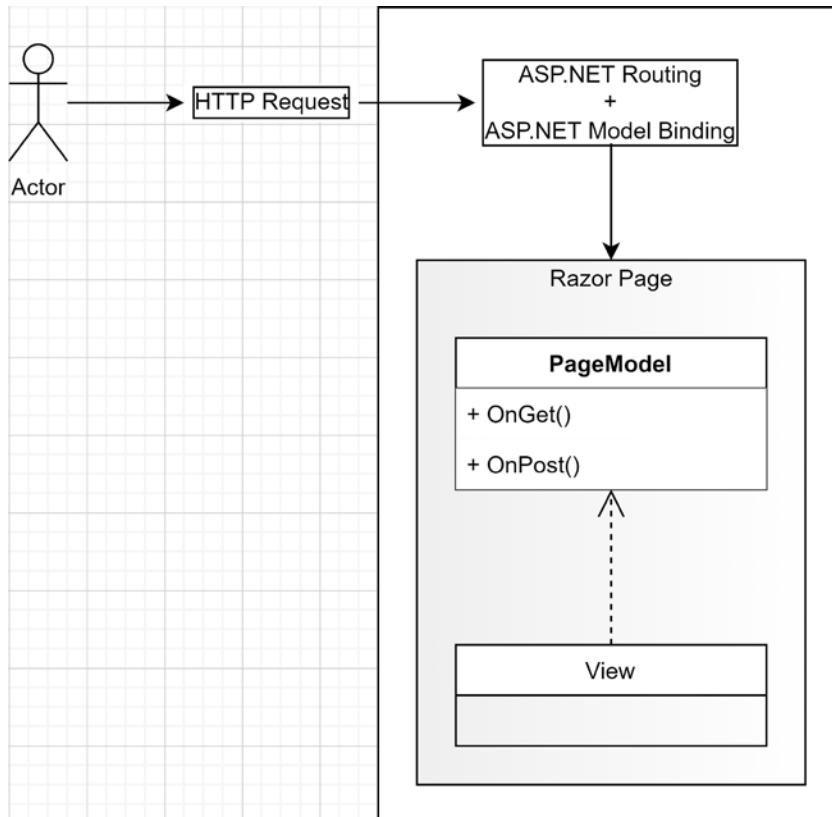 Actor
HTTP Request
ASP.NET Routing
+
ASP.NET Model Binding
Razor Page
PageModel
+ OnGet()
+ OnPost()
View